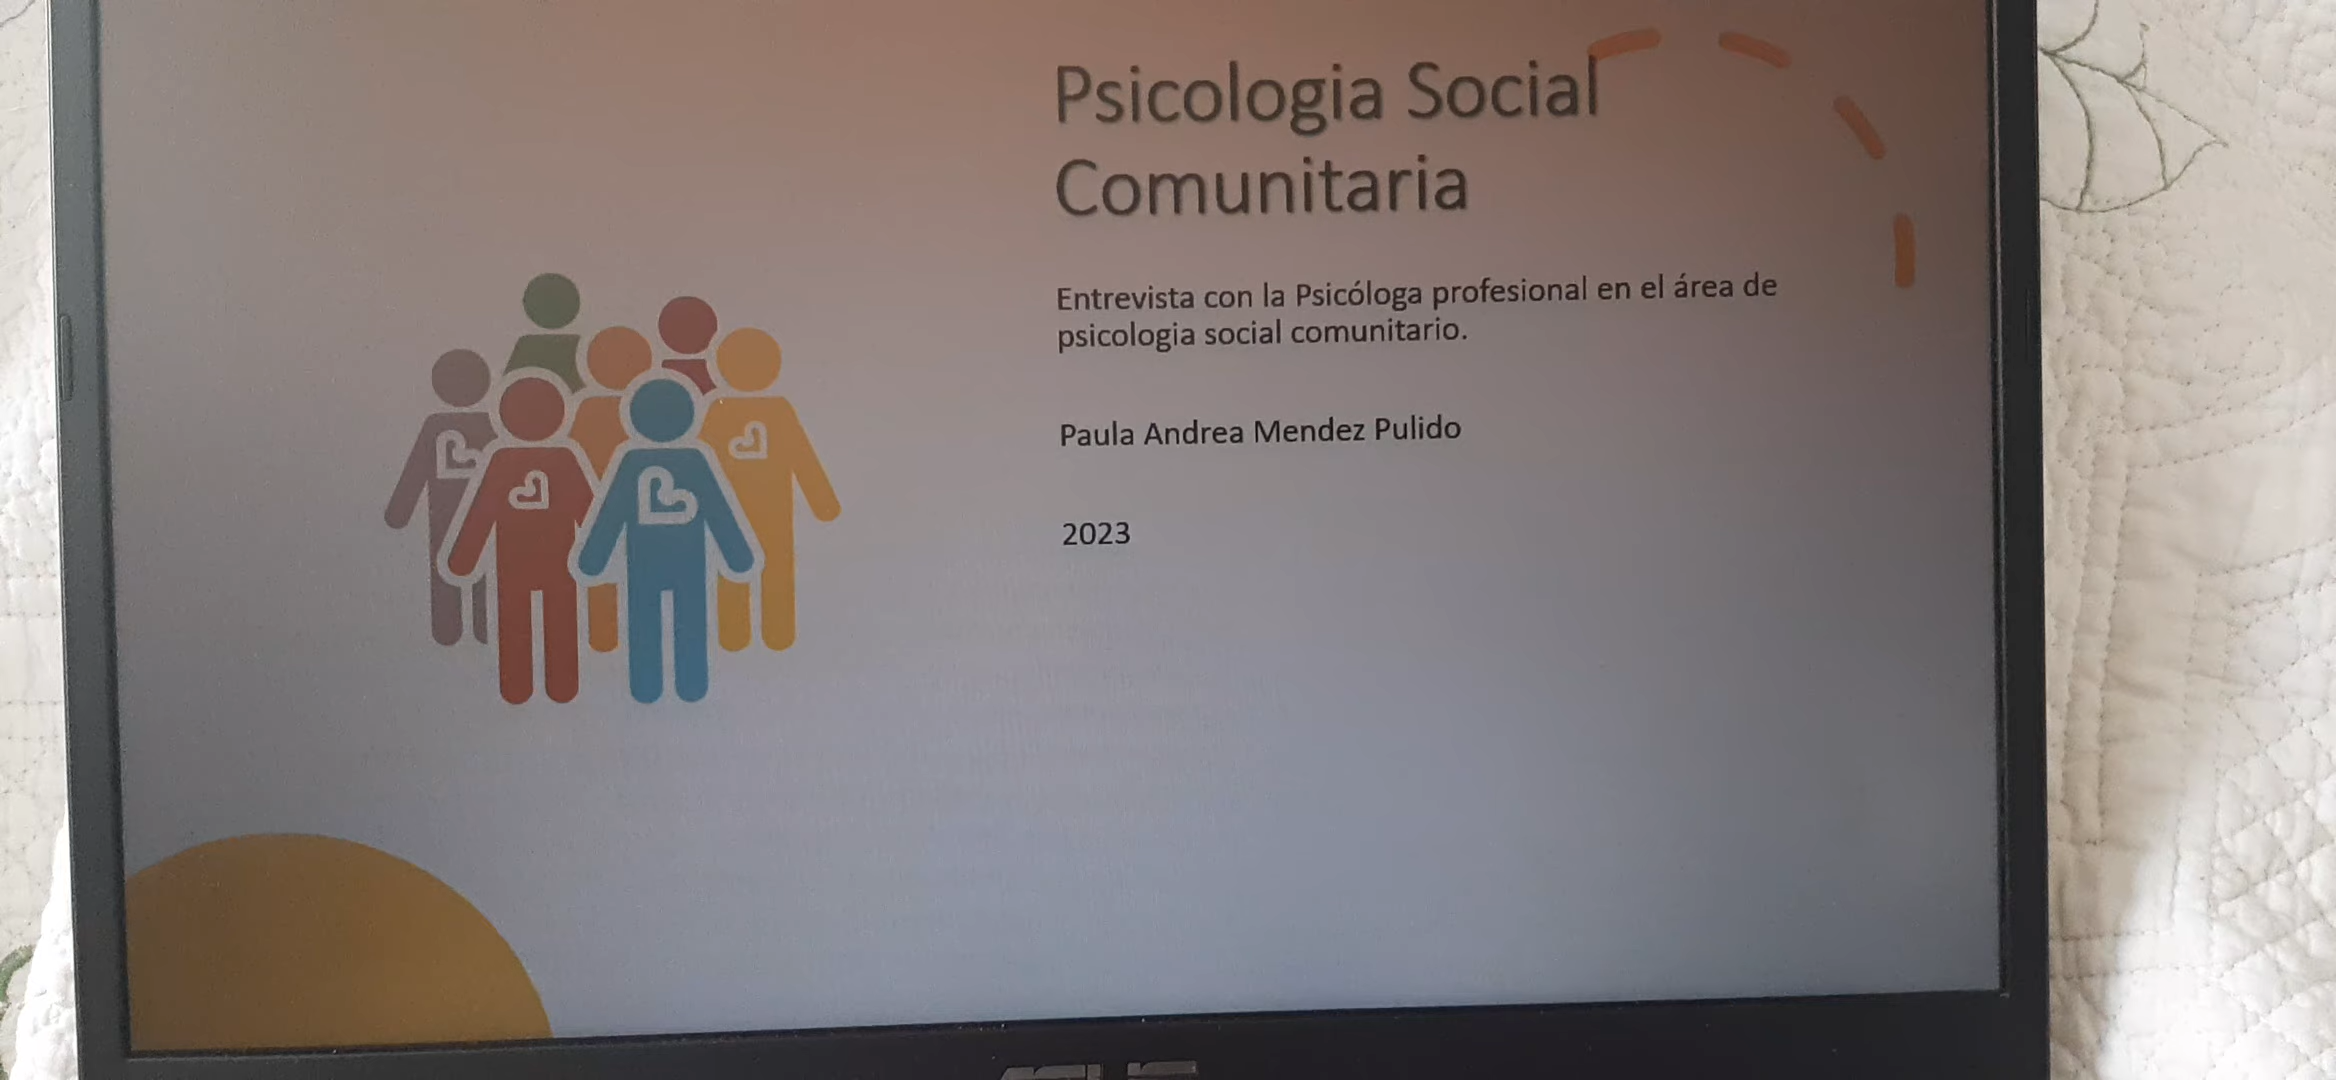 Psicologia Social
Comunitaria
Entrevista con la Psicóloga profesional en el área de
psicologia social comunitario.
Paula Andrea Mendez Pulido
2023